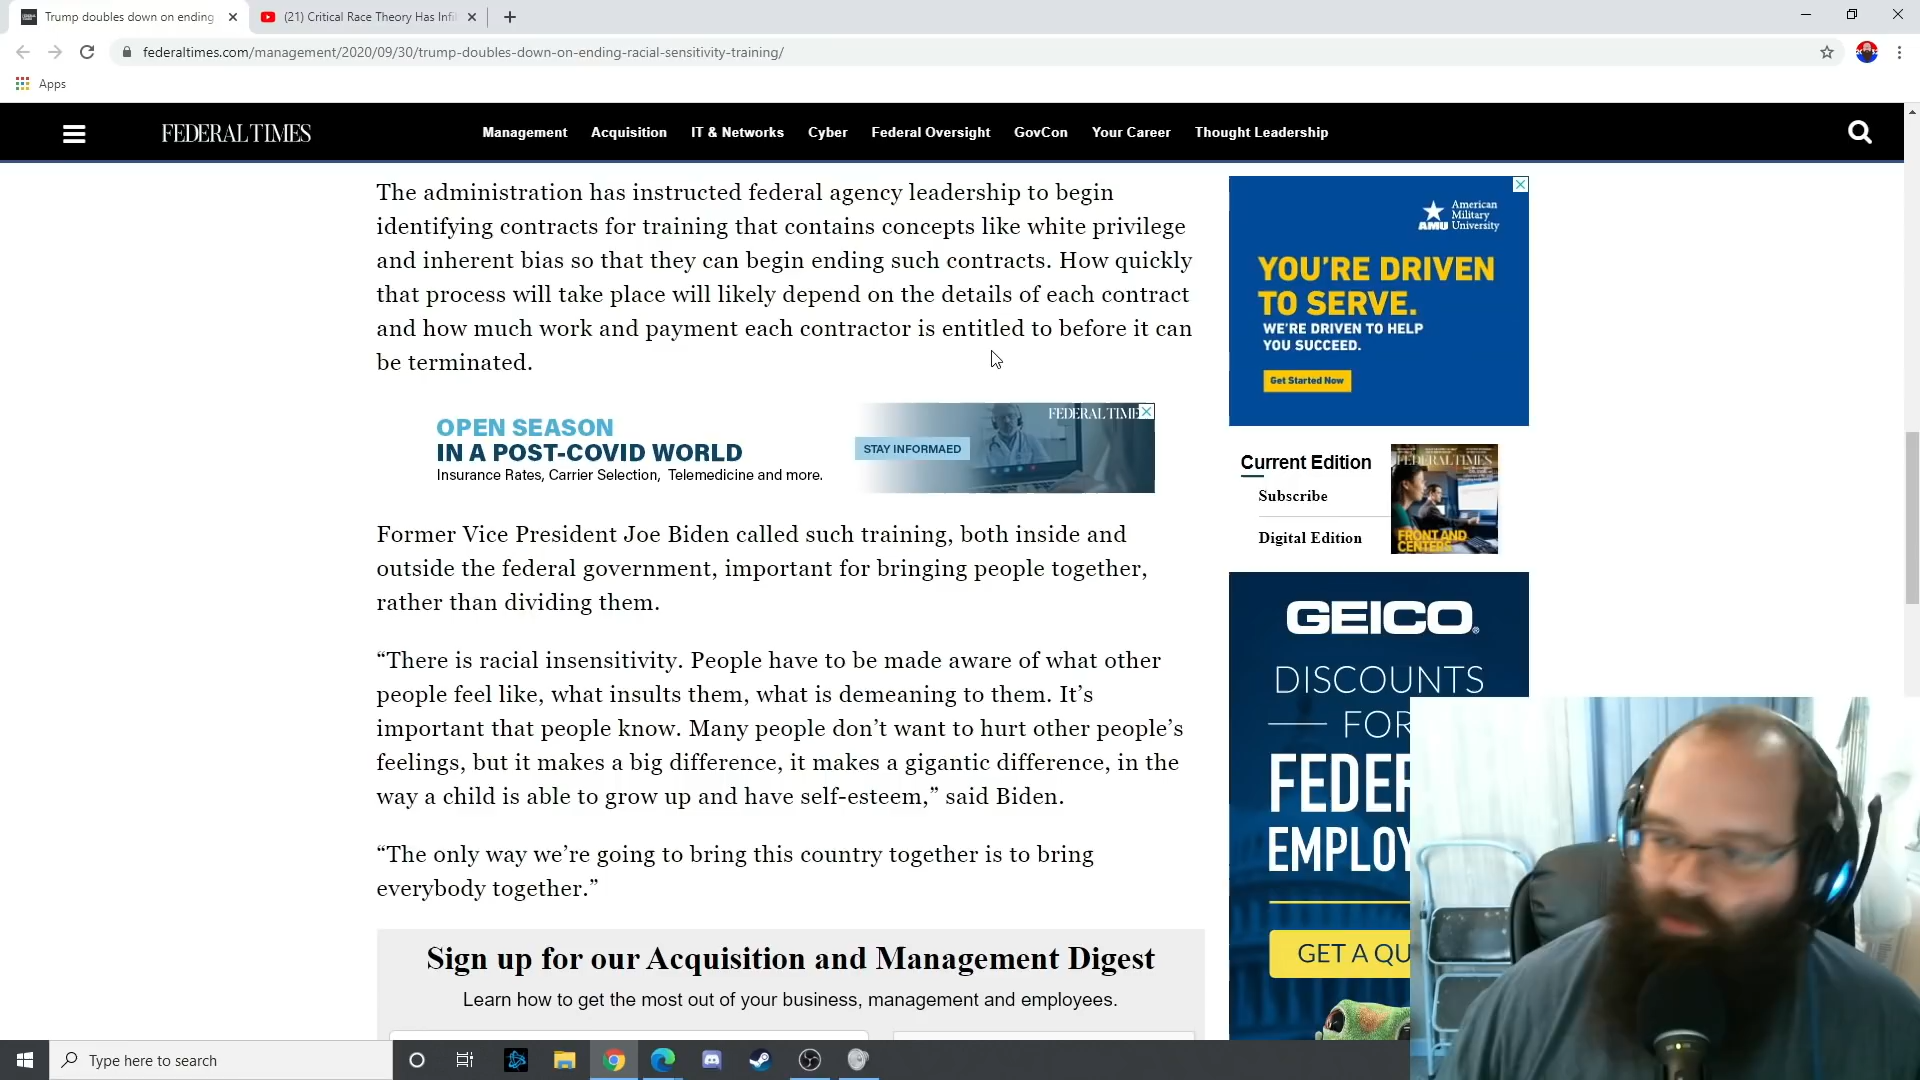 Trump doubles down on ending
(21) Critical Race Theory Has Infi
federaltimes.com/management/2020/09/30/trump-doubles-down-on-ending-racial-sensitivity-training/
Apps
FEDERAL TIMES
Management
Acquisition
IT & Networks
Cyber
Federal Oversight
GovCon
Your Career
Thought Leadership
The administration has instructed federal agency leadership to begin
identifying contracts for training that contains concepts like white privilege
and inherent bias so that they can begin ending such contracts. How quickly
that process will take place will likely depend on the details of each contract
and how much work and payment each contractor is entitled to before it can
be terminated.
OPEN SEASON
IN A POST-COVID WORLD
Insurance Rates, Carrier Selection, Telemedicine and more.
STAY INFORMAED
FEDERAL TIME
Former Vice President Joe Biden called such training, both inside and
outside the federal government, important for bringing people together,
rather than dividing them.
“There is racial insensitivity. People have to be made aware of what other
people feel like, what insults them, what is demeaning to them. It’s
important that people know. Many people don’t want to hurt other people’s
feelings, but it makes a big difference, it makes a gigantic difference, in the
way a child is able to grow up and have self-esteem,” said Biden.
“The only way we’re going to bring this country together is to bring
everybody together.”
Sign up for our Acquisition and Management Digest
Learn how to get the most out of your business, management and employees.
American
Military
AMU University
YOU’RE DRIVEN
TO SERVE.
WE’RE DRIVEN TO HELP
YOU SUCCEED.
Get Started Now
Current Edition
Subscribe
Digital Edition
FEDERAL TIMES
FRONT AND
CENTERS
GEICO
DISCOUNTS
FOR
FEDER
EMPLOY
GET A QU
Type here to search